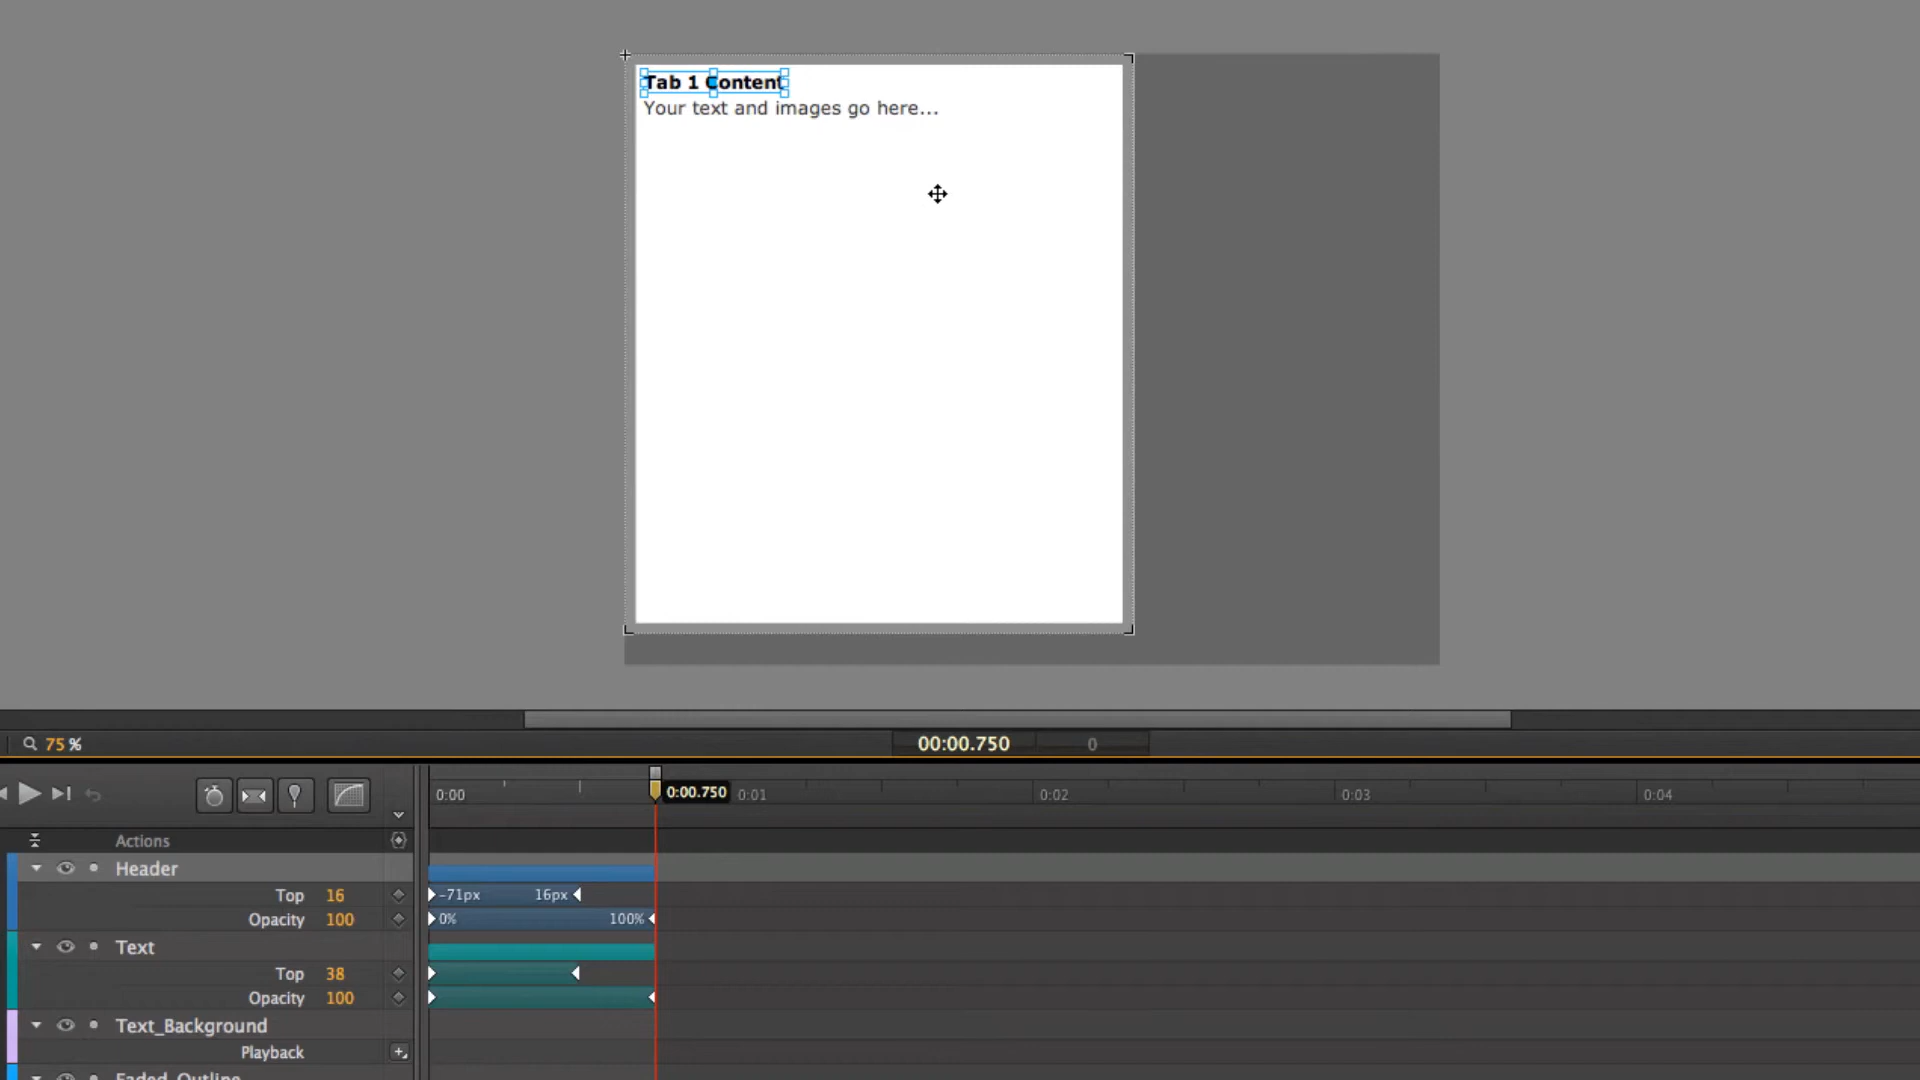 Tab 1 Content
Your text and images go here...
75 %
00:00.750
0
0:00
0:00.750
0:01
0:02
0:03
0:04
Actions
Header
Top 16
-71px 16px
Opacity 100
0% 100%
Text
Top 38
Opacity 100
Text_Background
Playback
Faded_Outline